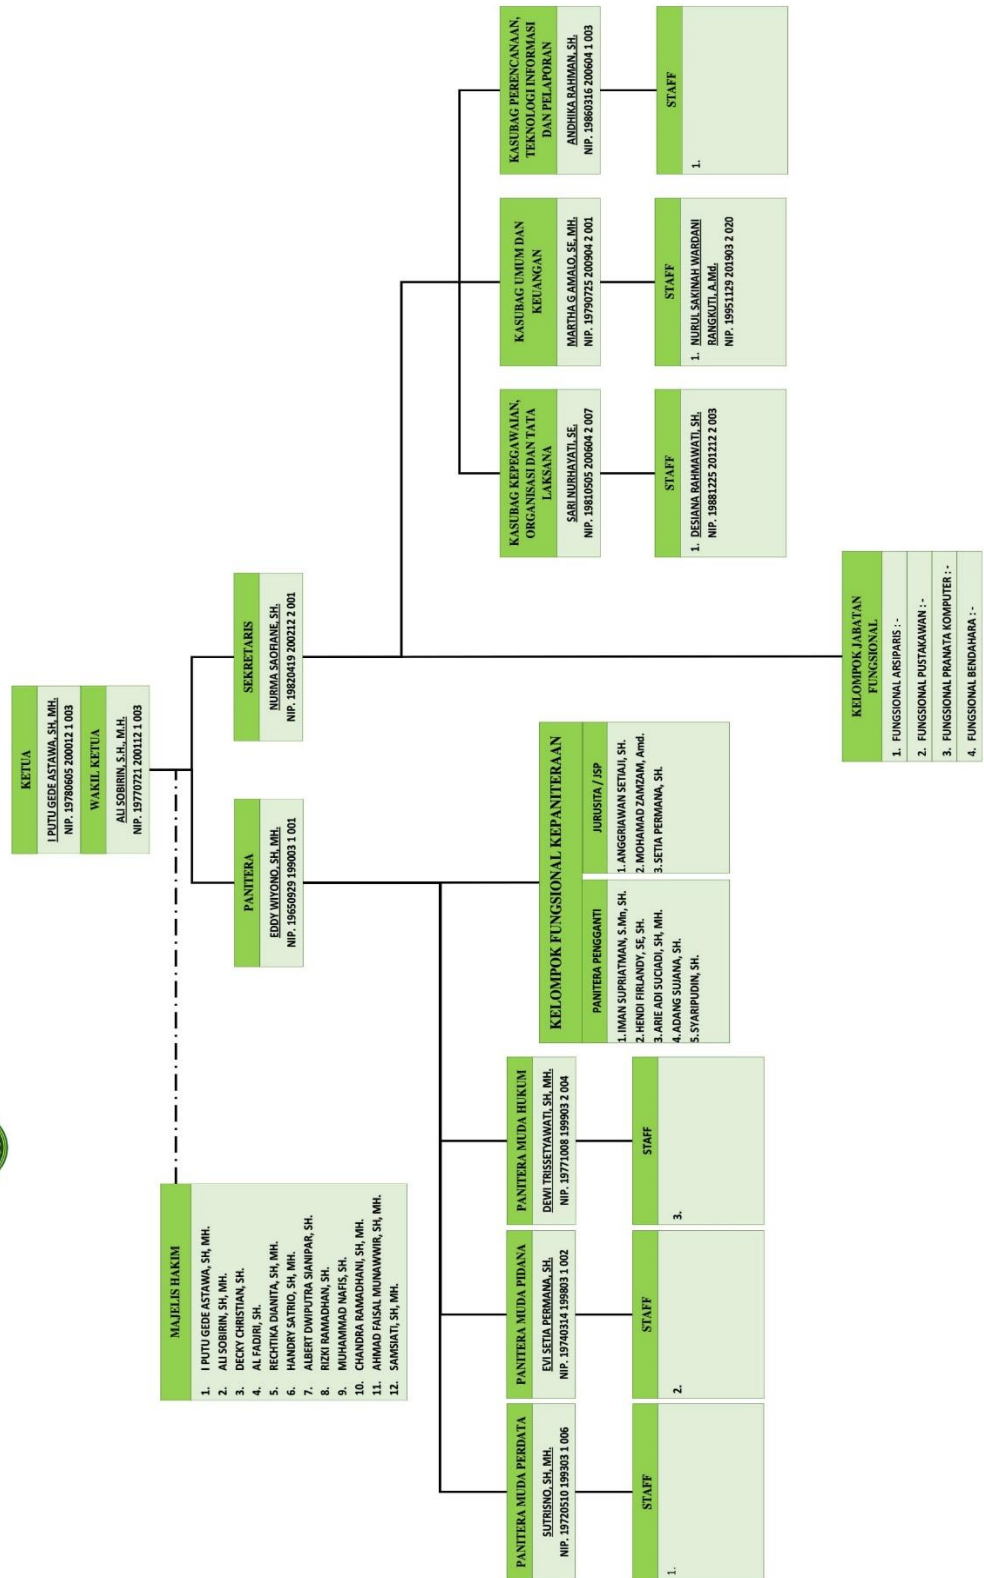 KETUA
I PUTU GEDE ASTAWA, SH, MH.
NIP. 19780605 200012 1 003
WAKIL KETUA
ALI SOBIRIN, S.H., M.H.
NIP. 19770721 200112 1 003
MAJELIS HAKIM
1. I PUTU GEDE ASTAWA, SH, MH.
2. ALI SOBIRIN, SH, MH.
3. DECKY CHRISTIAN, SH.
4. AL FADJRI, SH.
5. RECHTIKA DIANITA, SH, MH.
6. HANDRY SATRIO, SH, MH.
7. ALBERT DWIPUTRA SIANIPAR, SH.
8. RIZKI RAMADHAN, SH.
9. MUHAMMAD NAFIS, SH.
10. CHANDRA RAMADHANI, SH, MH.
11. AHMAD FAISAL MUNAWWIR, SH, MH.
12. SAMSIATI, SH, MH.
PANITERA
EDDY WIYONO, SH, MH.
NIP. 19650929 199003 1 001
SEKRETARIS
NURMA SAOHANE, SH.
NIP. 19820419 200212 2 001
PANITERA MUDA PERDATA
SUTRISNO, SH, MH.
NIP. 19720510 199303 1 006
STAFF
1.
PANITERA MUDA PIDANA
EVI SETIA PERMANA, SH.
NIP. 19740314 199803 1 002
STAFF
2.
PANITERA MUDA HUKUM
DEWI TRISSETYAWATI, SH, MH.
NIP. 19771008 199903 2 004
STAFF
3.
KELOMPOK FUNGSIONAL KEPANITERAAN
PANITERA PENGGANTI
1. IMAN SUPRIATMAN, S.Mn, SH.
2. HENDI FIRLANDY, SE, SH.
3. ARIE ADI SUCIADI, SH, MH.
4. ADANG SUJANA, SH.
5. SYARIPUDIN, SH.
JURUSITA / JSP
1. ANGGRIAWAN SETIAJI, SH.
2. MOHAMAD ZAMZAM, Amd.
3. SETIA PERMANA, SH.
KASUBAG KEPEGAWAIAN,
ORGANISASI DAN TATA
LAKSANA
SARI NURHAYATI, SE.
NIP. 19810505 200604 2 007
STAFF
1. DESIANA RAHMAWATI, SH.
NIP. 19881225 201212 2 003
KASUBAG UMUM DAN
KEUANGAN
MARTHA G AMALO, SE, MH.
NIP. 19790725 200904 2 001
STAFF
1. NURUL SAKINAH WARDANI
RANGKUTI, A.Md.
NIP. 19951129 201903 2 020
KASUBAG PERENCANAAN,
TEKNOLOGI INFORMASI
DAN PELAPORAN
ANDHIKA RAHMAN, SH.
NIP. 19860316 200604 1 003
STAFF
1.
KELOMPOK JABATAN
FUNGSIONAL
1. FUNGSIONAL ARSIPARIS : -
2. FUNGSIONAL PUSTAKAWAN : -
3. FUNGSIONAL PRANATA KOMPUTER : -
4. FUNGSIONAL BENDAHARA : -